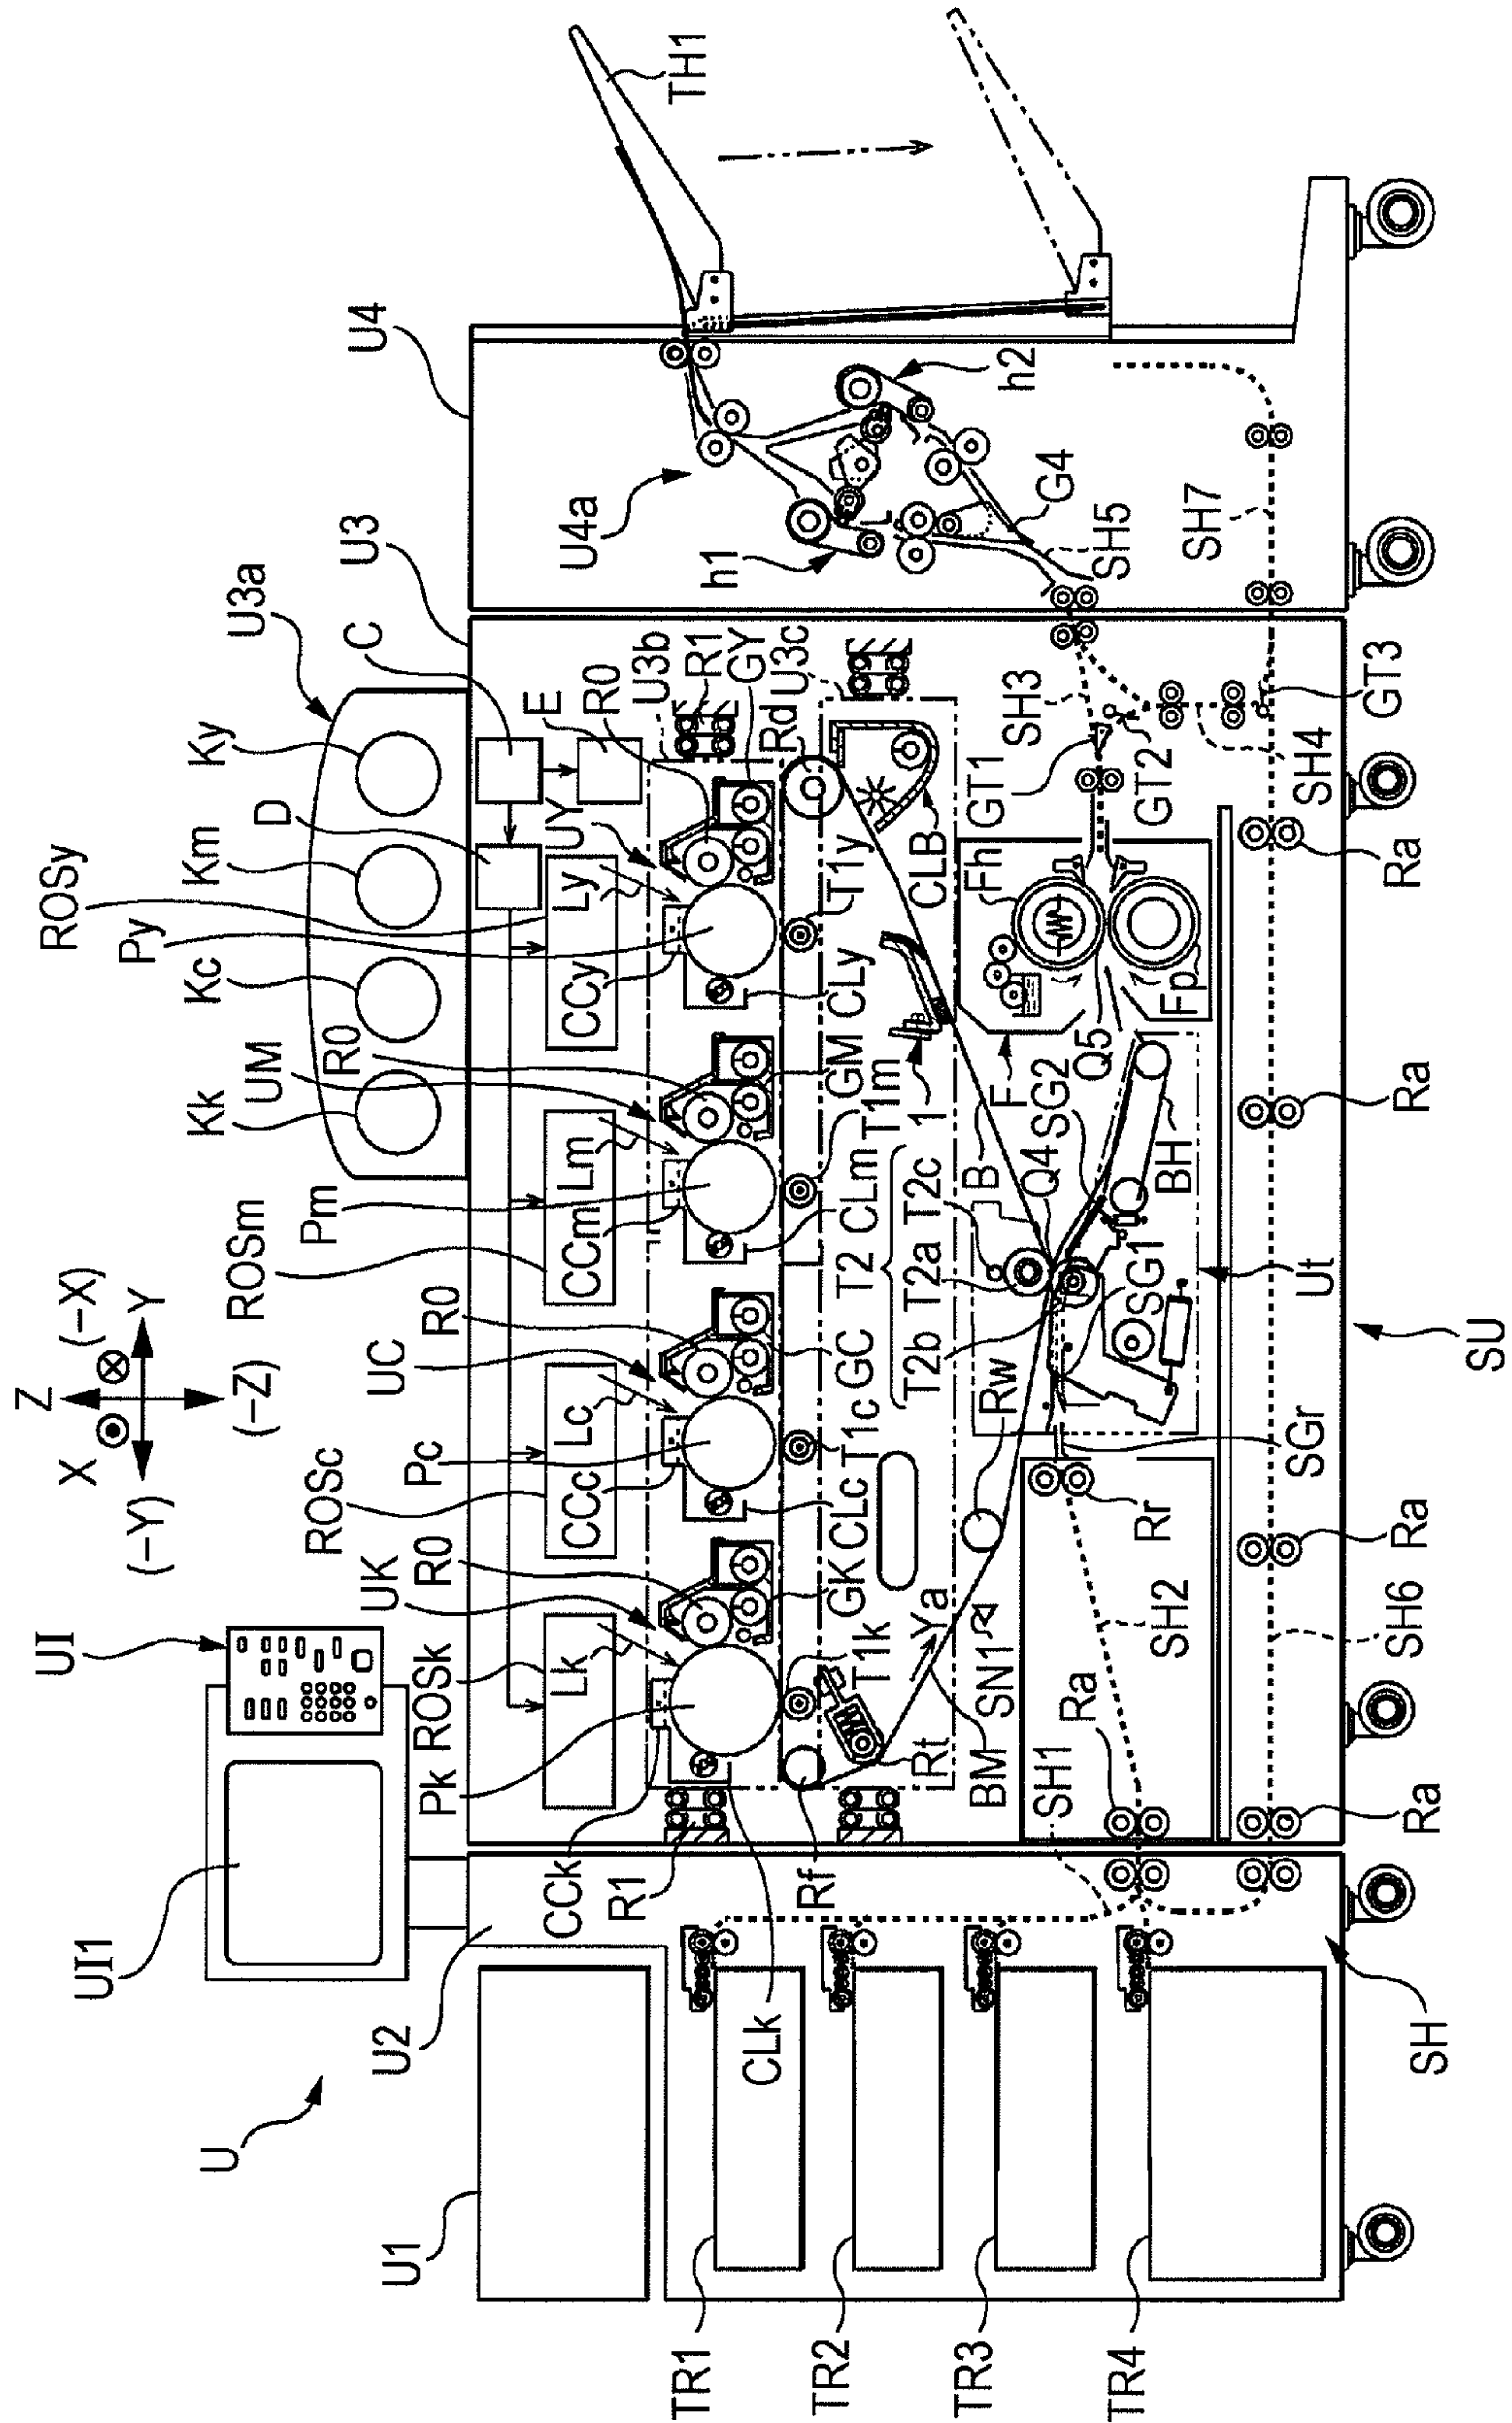 U
UI1
UI
X
Z
(−X)
(−Y)
Y
(−Z)
U1
U2
U3
U3a
U4
Kk
Kc
Km
Ky
C
D
E
ROSy
Py
R0
UM
Pm
ROSm
R0
UC
Pc
ROSc
R0
UK
Pk
ROSk
Lk
Lc
Lm
Ly
CCk
CCc
CCm
CCy
UY
R0
U3b
R1
GY
U3c
Rd
R1
Rf
CLk
T1k
GK
CLc
T1c
GC
CLm
T1m
GM
CLy
T1y
CLB
1
T2
T2b
T2a
T2c
B
Q4
SG2
Q5
F
Fh
Fp
BH
Ut
SG1
SGr
Rw
Ya
SN1
BM
Rt
SH1
Ra
SH2
Rr
SH6
Ra
Ra
Ra
Ra
SU
SH
GT1
SH3
GT2
SH4
GT3
SH5
SH7
G4
h1
h2
U4a
TH1
TR1
TR2
TR3
TR4